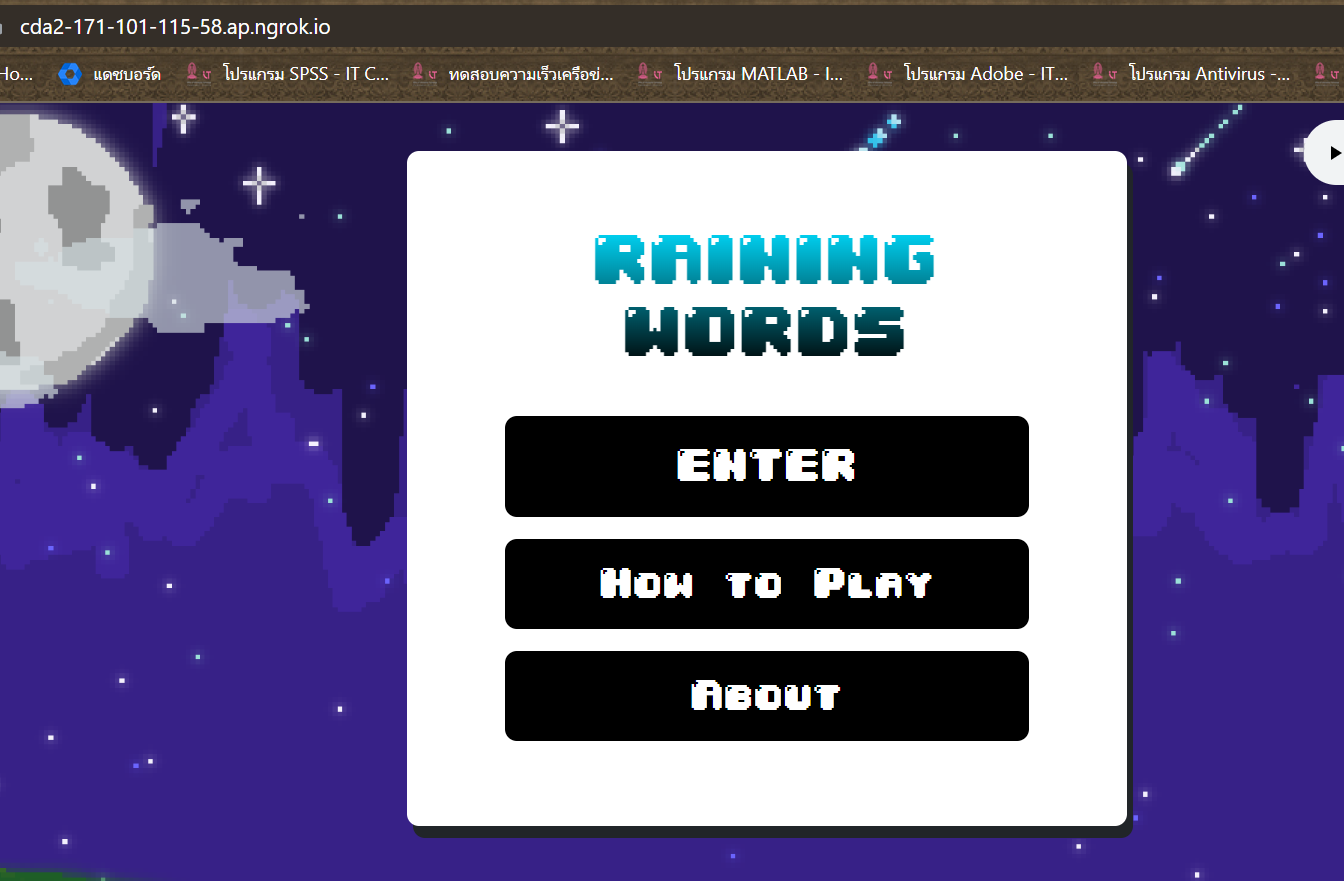 cda2-171-101-115-58.ap.ngrok.io
Ho... แดชบอร์ด โปรแกรม SPSS - IT C... ทดสอบความเร็วเครือข่... โปรแกรม MATLAB - I... โปรแกรม Adobe - IT... โปรแกรม Antivirus -...
RAINING
WORDS
ENTER
How to Play
About